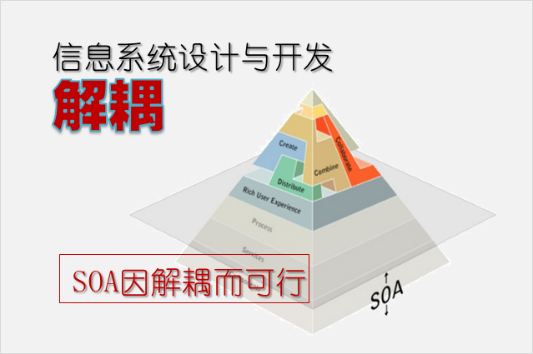 信息系统设计与开发
解耦
Create
Collaborate
Combine
Distribute
Rich User Experience
Process
Services
SOA因解耦而可行
SOA